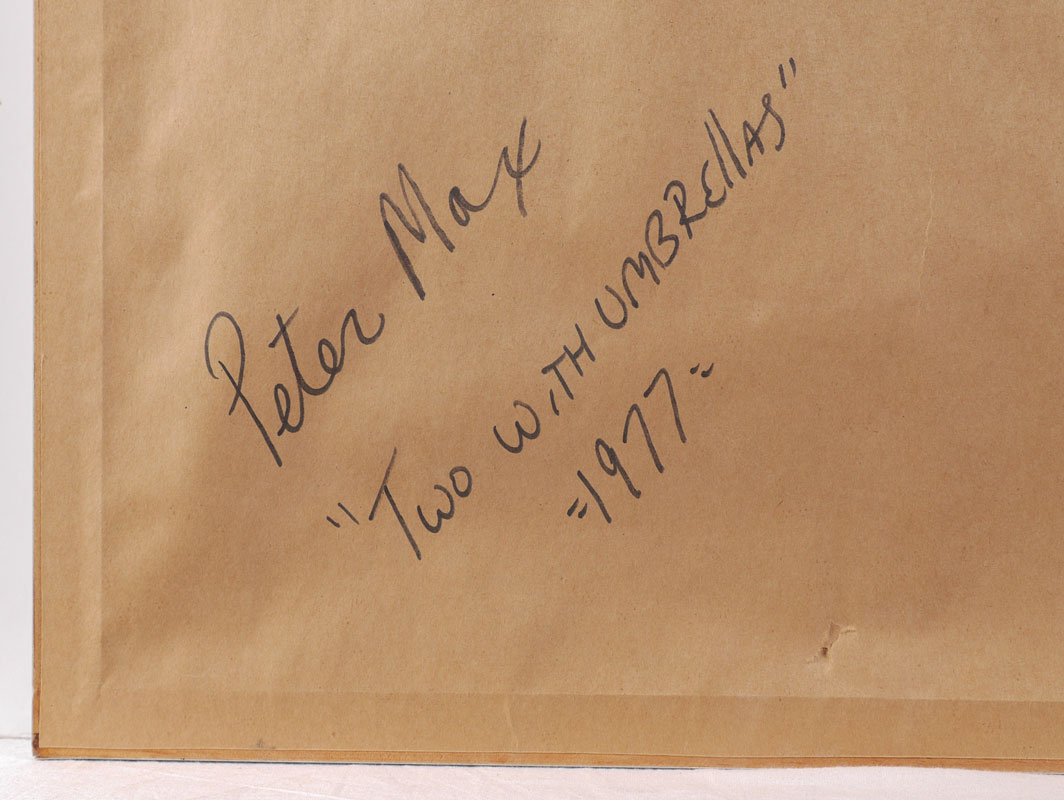 Peter Max
"Two WiTH UMBREllAS"
"1977"